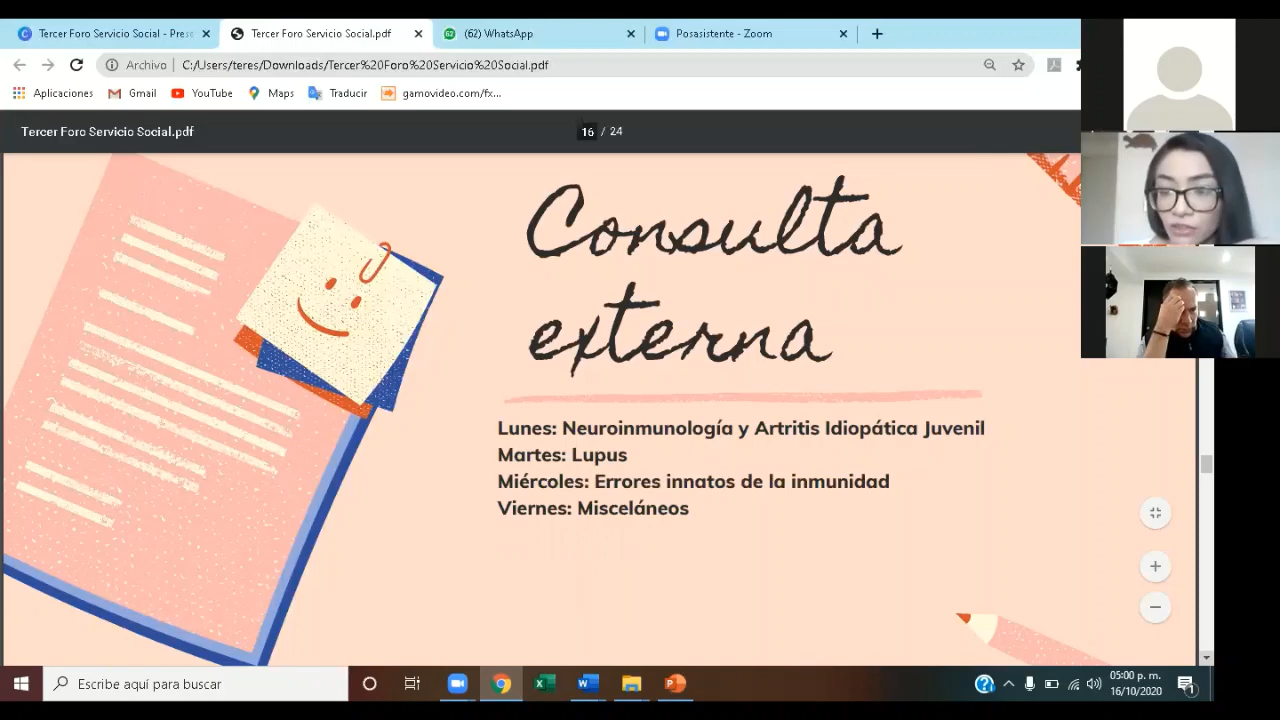 Tercer Foro Servicio Social - Prese
Tercer Foro Servicio Social.pdf
(62) WhatsApp
Posasistente - Zoom
Archivo
C:/Users/teres/Downloads/Tercer%20Foro%20Servicio%20Social.pdf
Aplicaciones
Gmail
YouTube
Maps
Traducir
gamovideo.com/fx...
Tercer Foro Servicio Social.pdf
16 / 24
Consulta
externa
Lunes: Neuroinmunología y Artritis Idiopática Juvenil
Martes: Lupus
Miércoles: Errores innatos de la inmunidad
Viernes: Misceláneos
Escribe aquí para buscar
05:00 p. m.
16/10/2020